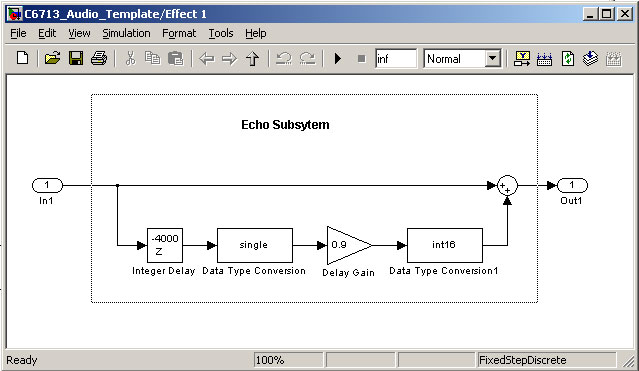 C6713_Audio_Template/Effect 1
File Edit View Simulation Format Tools Help
inf Normal
Echo Subsytem
1
In1
-4000
Z
Integer Delay
single
Data Type Conversion
0.9
Delay Gain
int16
Data Type Conversion1
+
+
1
Out1
Ready 100% FixedStepDiscrete